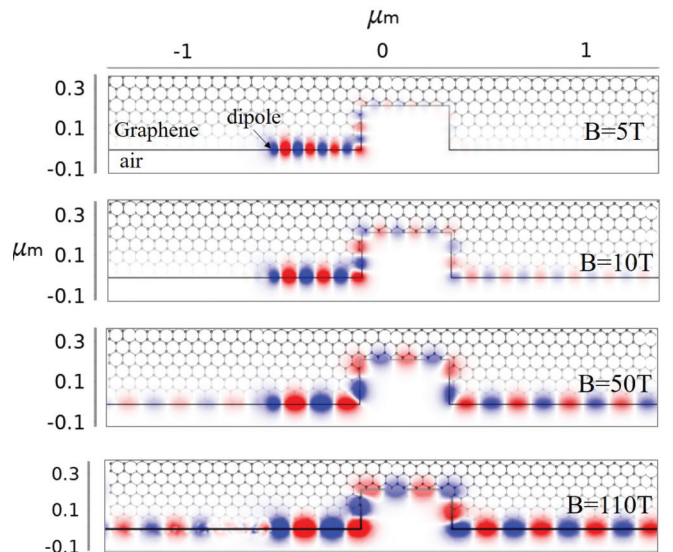 μm
-1 0 1
0.3
dipole
0.1
Graphene
B=5T
air
-0.1
0.3
μm
0.1
B=10T
-0.1
0.3
0.1
B=50T
-0.1
0.3
0.1
B=110T
-0.1